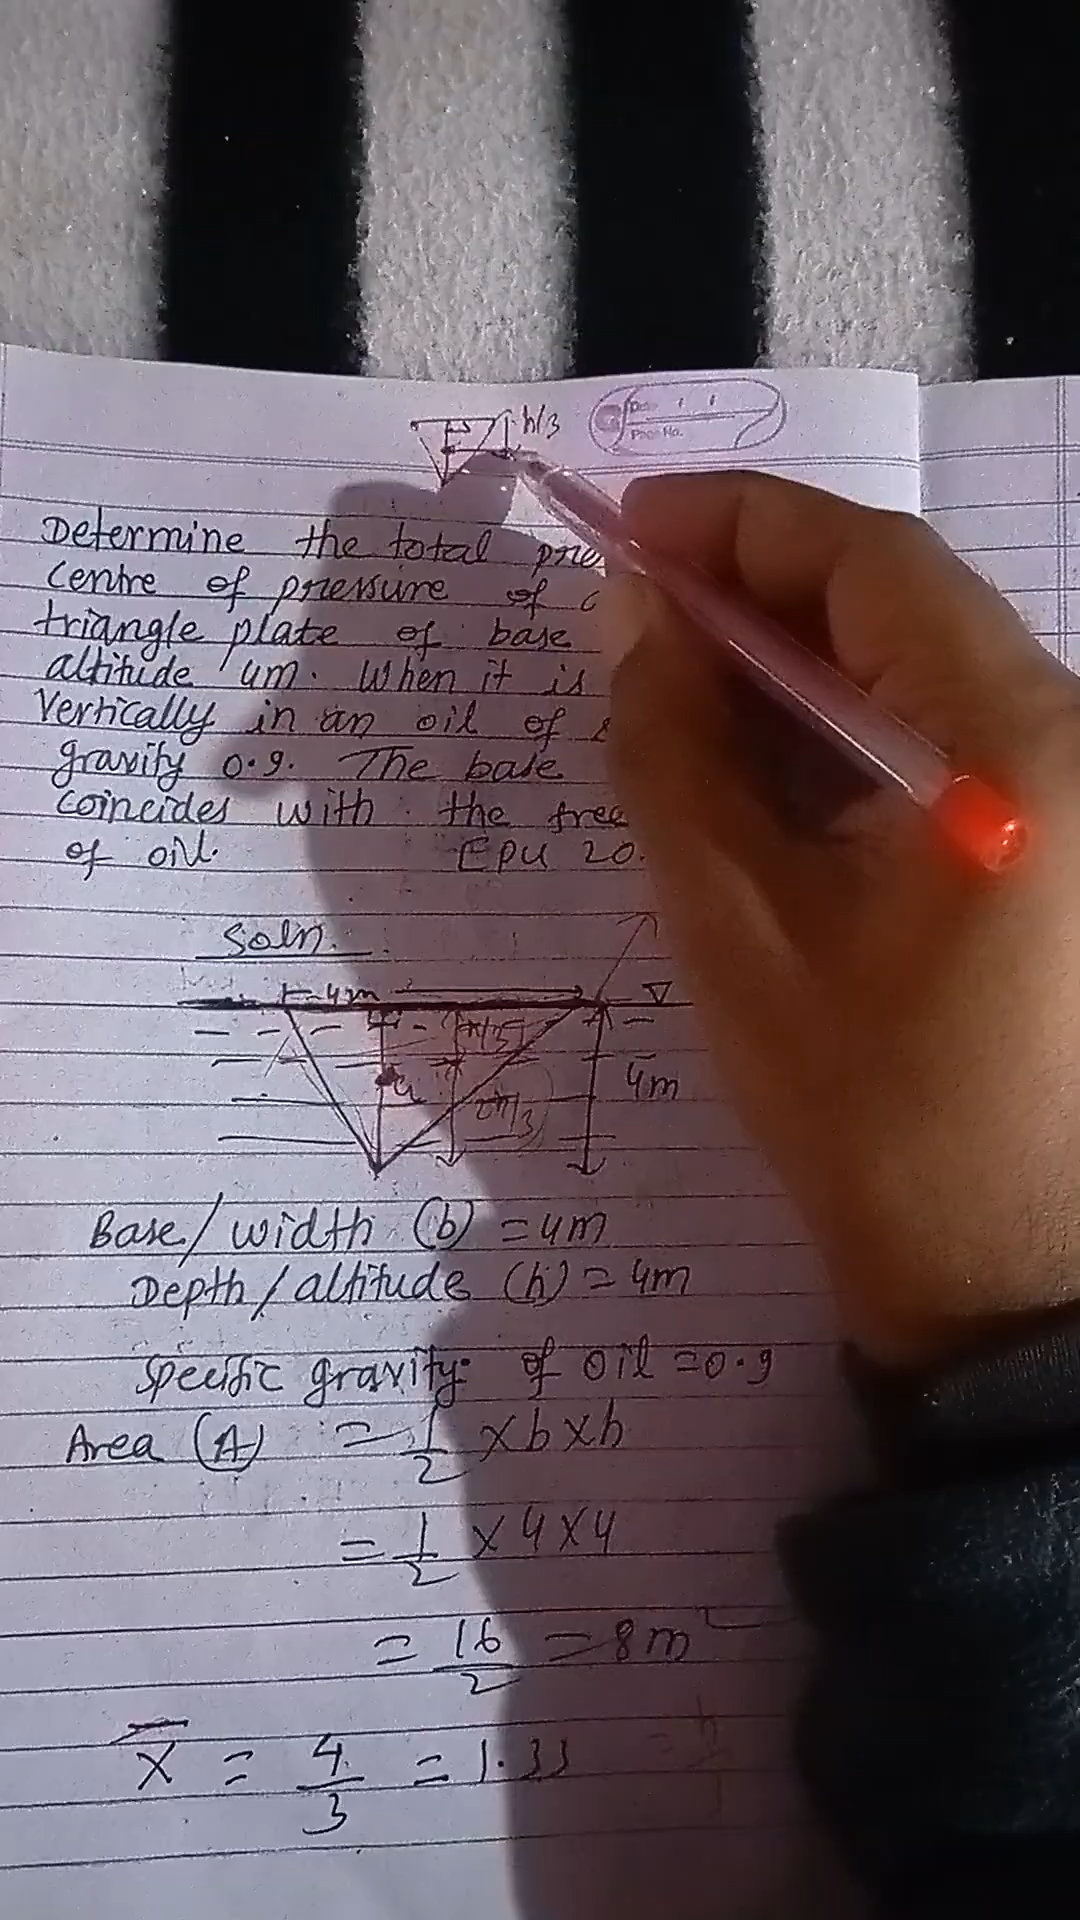 h/3
Date
Page No.
Determine the total
centre of pressure of
triangle plate of base
altitude 4m. When it is
Vertically in an oil of
gravity 0.9. The base
coincides with the free
of oil. EPU 20
Soln.
4m
h/3
4m
G
2h/3
Base/width (b) = 4m
Depth/altitude (h) = 4m
Specific gravity of oil = 0.9
Area (A) = 1/2 x b x h
= 1/2 x 4 x 4
= 16/2 = 8m²
x̄ = 4/3 = 1.33